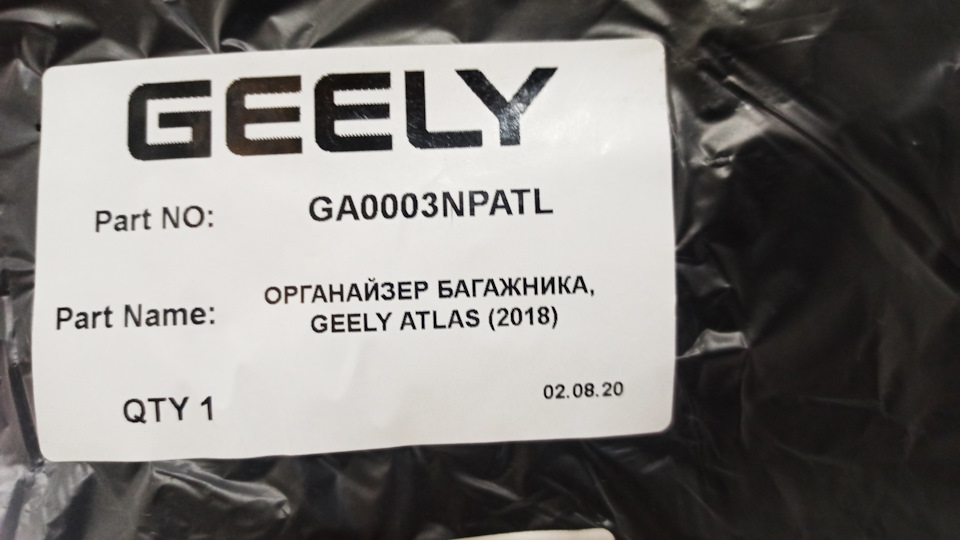 GEELY
Part NO: GA0003NPATL
Part Name: ОРГАНАЙЗЕР БАГАЖНИКА,
GEELY ATLAS (2018)
QTY 1 02.08.20